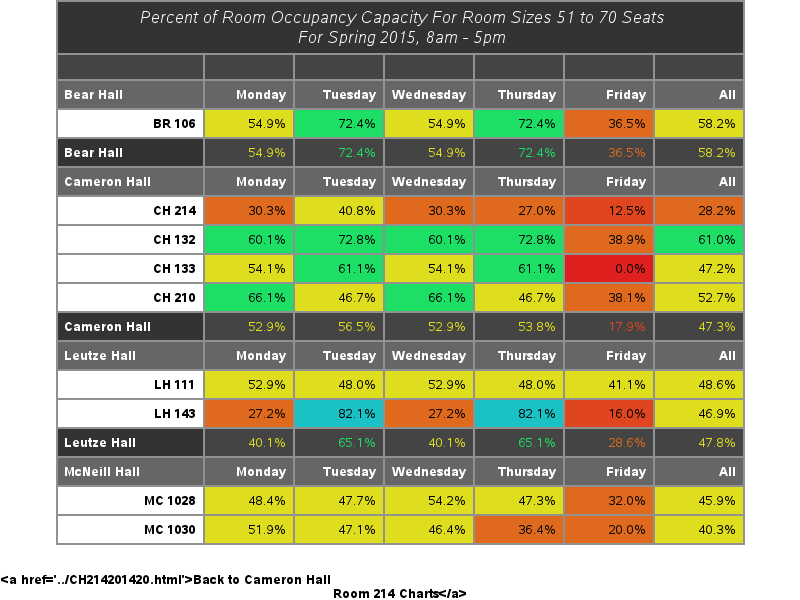 Percent of Room Occupancy Capacity For Room Sizes 51 to 70 Seats
For Spring 2015, 8am - 5pm
Bear Hall Monday Tuesday Wednesday Thursday Friday All
BR 106 54.9% 72.4% 54.9% 72.4% 36.5% 58.2%
Bear Hall 54.9% 72.4% 54.9% 72.4% 36.5% 58.2%
Cameron Hall Monday Tuesday Wednesday Thursday Friday All
CH 214 30.3% 40.8% 30.3% 27.0% 12.5% 28.2%
CH 132 60.1% 72.8% 60.1% 72.8% 38.9% 61.0%
CH 133 54.1% 61.1% 54.1% 61.1% 0.0% 47.2%
CH 210 66.1% 46.7% 66.1% 46.7% 38.1% 52.7%
Cameron Hall 52.9% 56.5% 52.9% 53.8% 17.9% 47.3%
Leutze Hall Monday Tuesday Wednesday Thursday Friday All
LH 111 52.9% 48.0% 52.9% 48.0% 41.1% 48.6%
LH 143 27.2% 82.1% 27.2% 82.1% 16.0% 46.9%
Leutze Hall 40.1% 65.1% 40.1% 65.1% 28.6% 47.8%
McNeill Hall Monday Tuesday Wednesday Thursday Friday All
MC 1028 48.4% 47.7% 54.2% 47.3% 32.0% 45.9%
MC 1030 51.9% 47.1% 46.4% 36.4% 20.0% 40.3%
<a href='../CH214201420.html'>Back to Cameron Hall
Room 214 Charts</a>